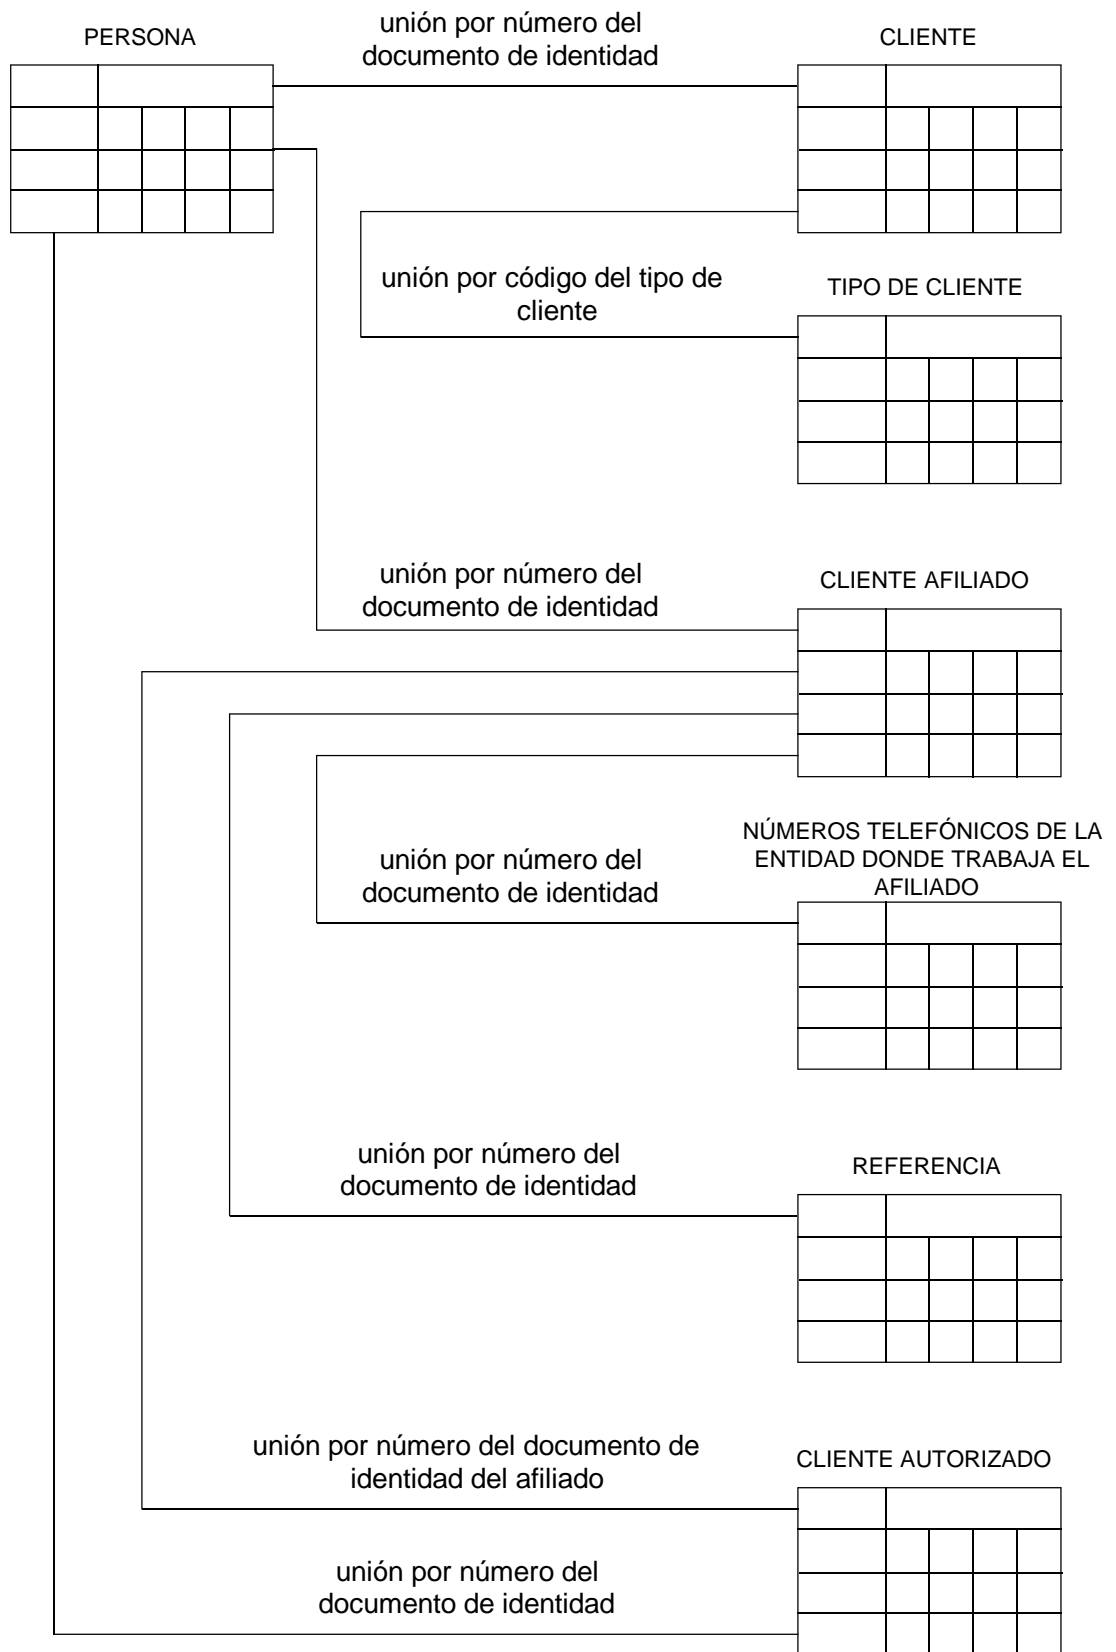 PERSONA
unión por número del
documento de identidad
CLIENTE
unión por código del tipo de
cliente
TIPO DE CLIENTE
unión por número del
documento de identidad
CLIENTE AFILIADO
NÚMEROS TELEFÓNICOS DE LA
ENTIDAD DONDE TRABAJA EL
AFILIADO
unión por número del
documento de identidad
unión por número del
documento de identidad
REFERENCIA
unión por número del documento de
identidad del afiliado
CLIENTE AUTORIZADO
unión por número del
documento de identidad